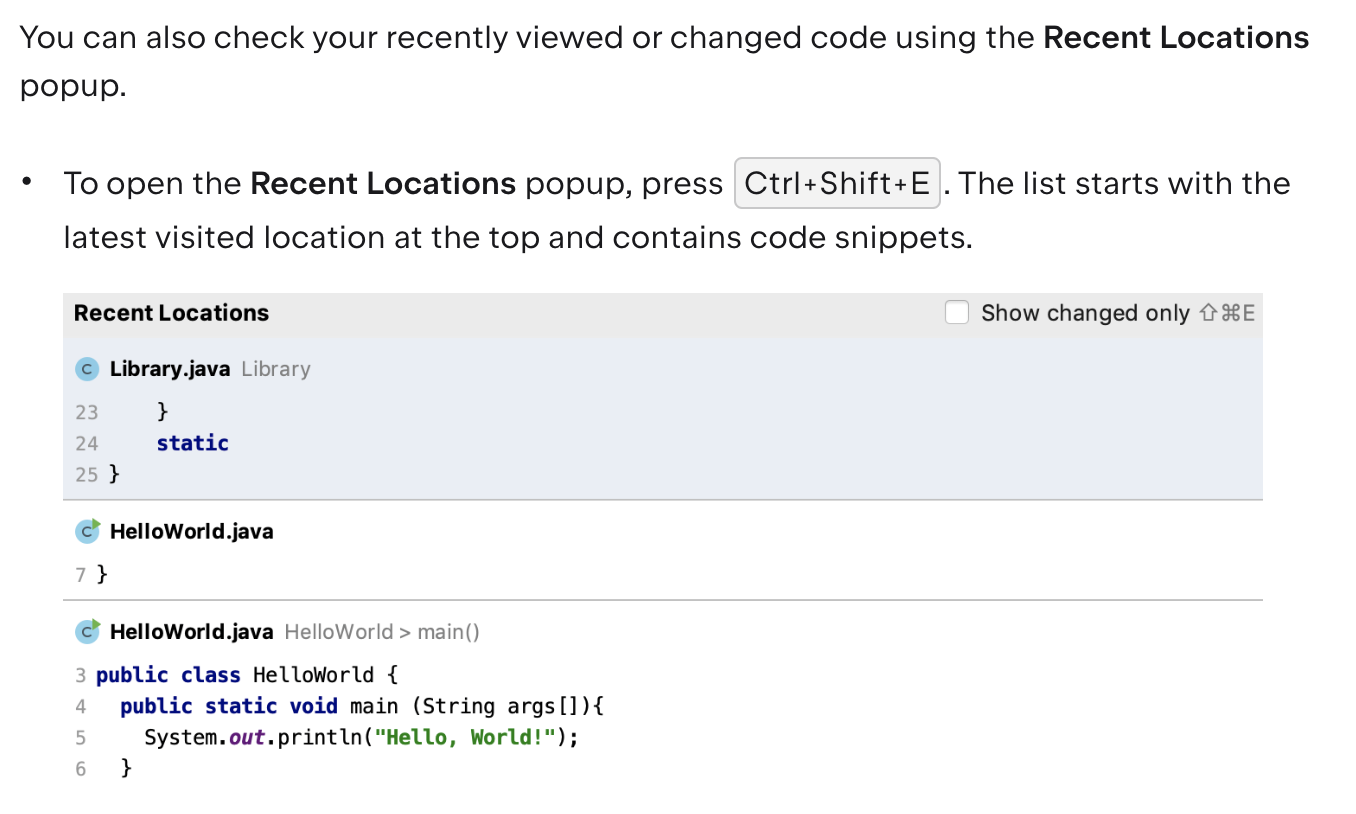 You can also check your recently viewed or changed code using the Recent Locations
popup.
• To open the Recent Locations popup, press Ctrl+Shift+E. The list starts with the
latest visited location at the top and contains code snippets.
Recent Locations Show changed only ⇧⌘E
C Library.java Library
23 }
24 static
25 }
C HelloWorld.java
7 }
C HelloWorld.java HelloWorld > main()
3 public class HelloWorld {
4 public static void main (String args[]){
5 System.out.println("Hello, World!");
6 }